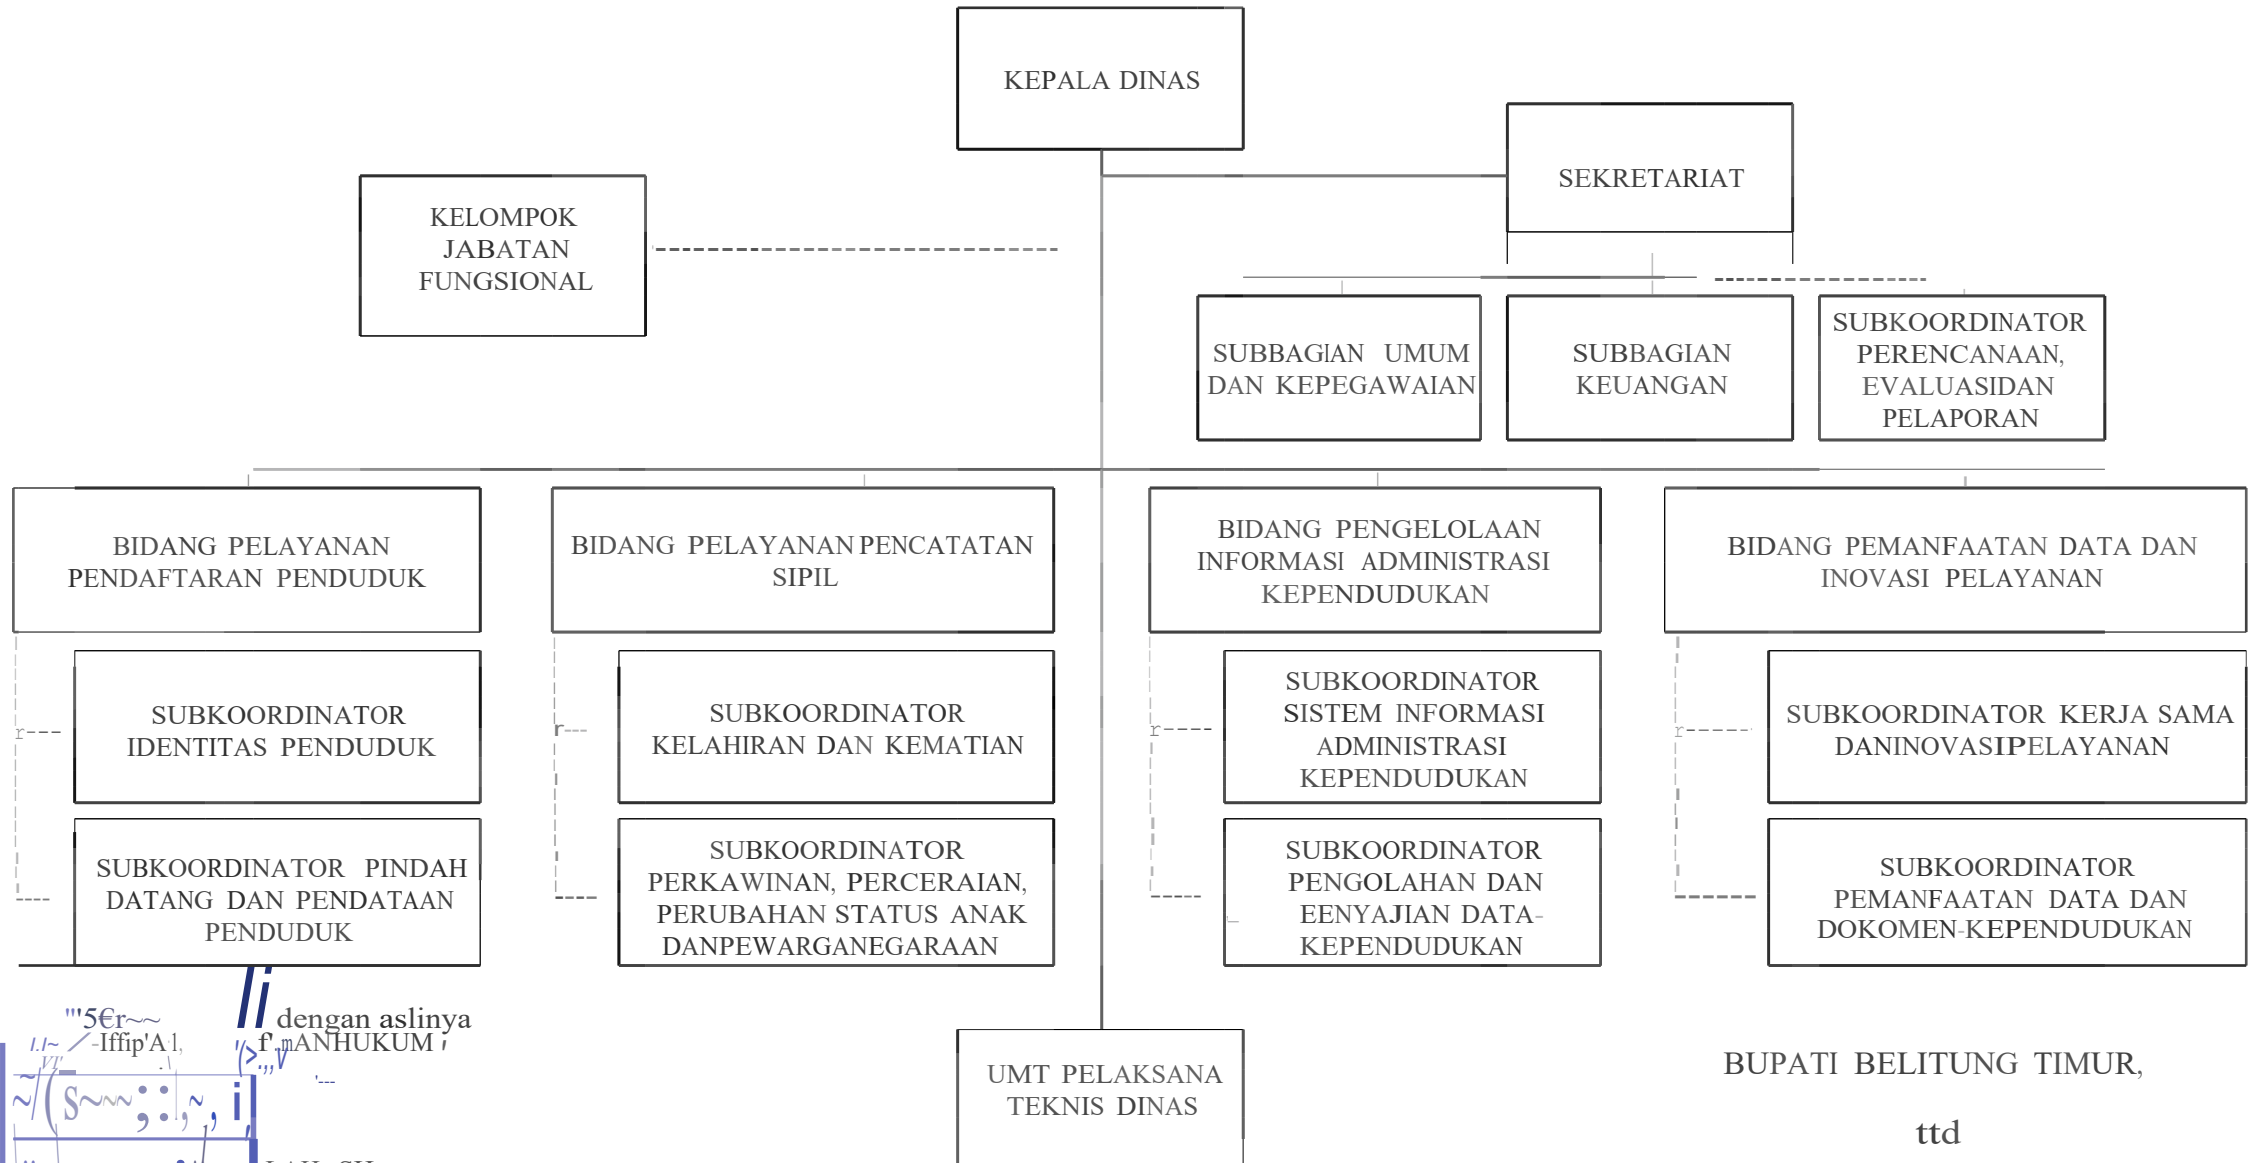 KEPALA DINAS
SEKRETARIAT
KELOMPOK
JABATAN
FUNGSIONAL
SUBBAGIAN UMUM
DAN KEPEGAWAIAN
SUBBAGIAN
KEUANGAN
SUBKOORDINATOR
PERENCANAAN,
EVALUASIDAN
PELAPORAN
BIDANG PELAYANAN
PENDAFTARAN PENDUDUK
BIDANG PELAYANAN PENCATATAN
SIPIL
BIDANG PENGELOLAAN
INFORMASI ADMINISTRASI
KEPENDUDUKAN
BIDANG PEMANFAATAN DATA DAN
INOVASI PELAYANAN
SUBKOORDINATOR
IDENTITAS PENDUDUK
SUBKOORDINATOR
KELAHIRAN DAN KEMATIAN
SUBKOORDINATOR
SISTEM INFORMASI
ADMINISTRASI
KEPENDUDUKAN
SUBKOORDINATOR KERJA SAMA
DANINOVASIPELAYANAN
SUBKOORDINATOR PINDAH
DATANG DAN PENDATAAN
PENDUDUK
SUBKOORDINATOR
PERKAWINAN, PERCERAIAN,
PERUBAHAN STATUS ANAK
DANPEWARGANEGARAAN
SUBKOORDINATOR
PENGOLAHAN DAN
EENYAJIAN DATA-
KEPENDUDUKAN
SUBKOORDINATOR
PEMANFAATAN DATA DAN
DOKOMEN-KEPENDUDUKAN
dengan aslinya
UMT PELAKSANA
TEKNIS DINAS
BUPATI BELITUNG TIMUR,
ttd